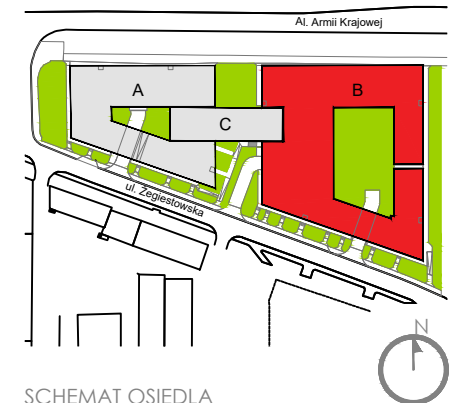 Al. Armii Krajowej
A
B
C
ul. Żegiestowska
N
SCHEMAT OSIEDLA